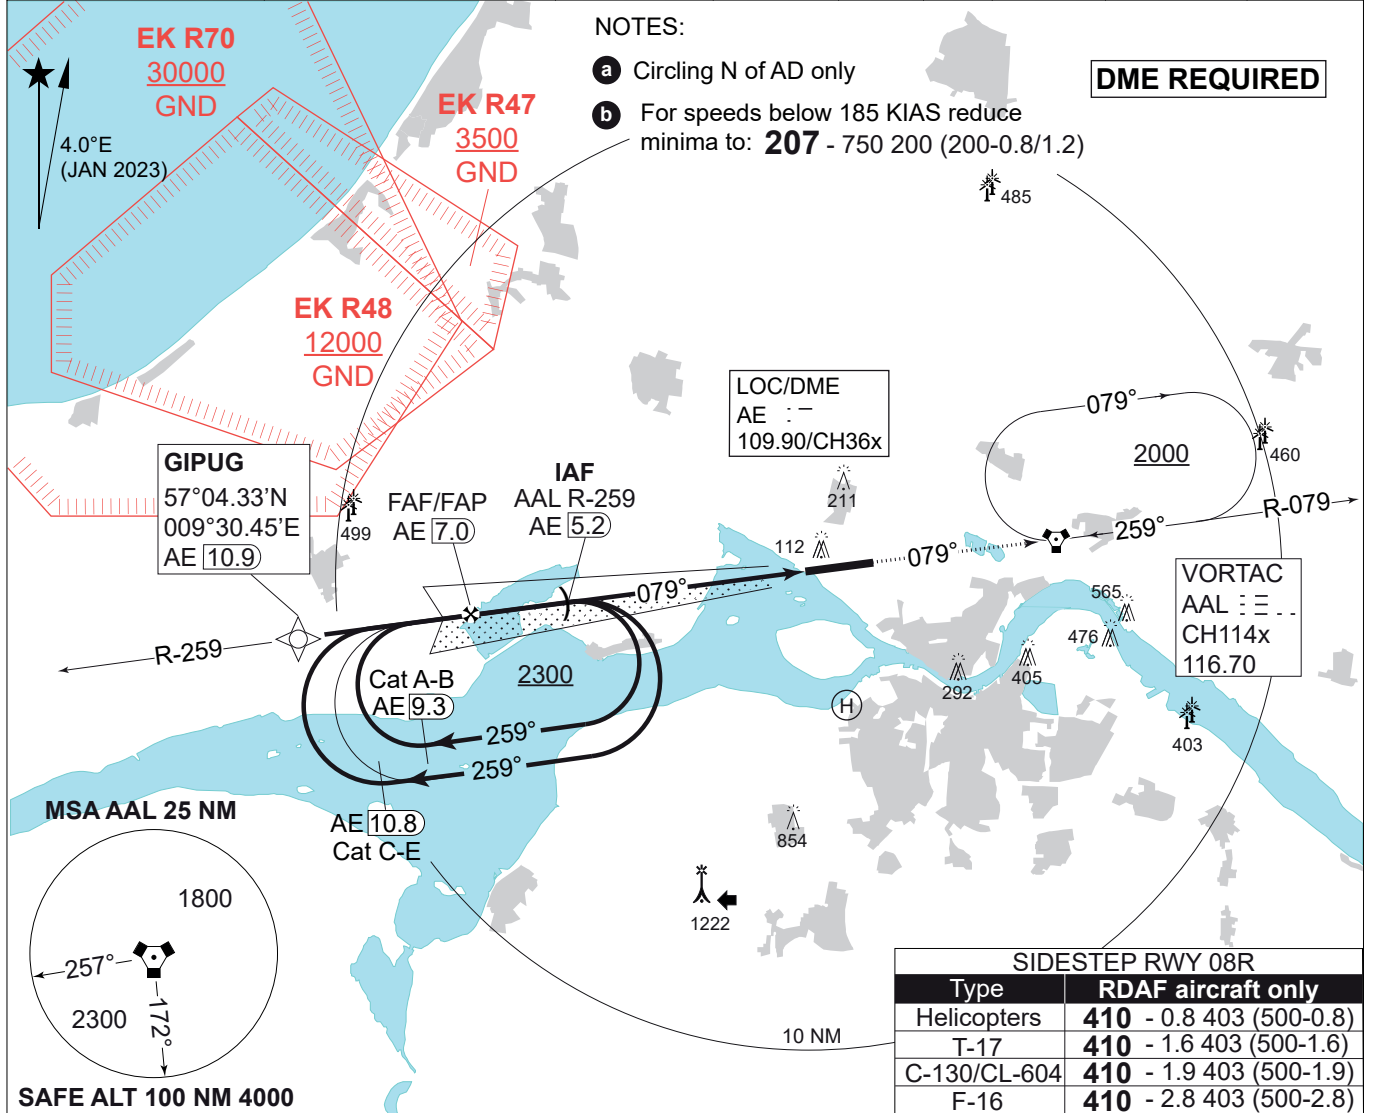 EK R70
30000
GND
4.0°E
(JAN 2023)
EK R47
3500
GND
EK R48
12000
GND
NOTES:
a Circling N of AD only
b For speeds below 185 KIAS reduce
minima to: 207 - 750 200 (200-0.8/1.2)
DME REQUIRED
485
LOC/DME
AE
109.90/CH36x
211
112
079°
2000
460
259°
R-079
GIPUG
57°04.33'N
009°30.45'E
AE 10.9
499
FAF/FAP
AE 7.0
IAF
AAL R-259
AE 5.2
079°
079°
R-259
VORTAC
AAL
CH114x
116.70
565
476
405
292
403
H
Cat A-B
AE 9.3
2300
259°
259°
AE 10.8
Cat C-E
854
1222
10 NM
MSA AAL 25 NM
1800
257°
2300
172°
SAFE ALT 100 NM 4000
SIDESTEP RWY 08R
Type RDAF aircraft only
Helicopters 410 - 0.8 403 (500-0.8)
T-17 410 - 1.6 403 (500-1.6)
C-130/CL-604 410 - 1.9 403 (500-1.9)
F-16 410 - 2.8 403 (500-2.8)